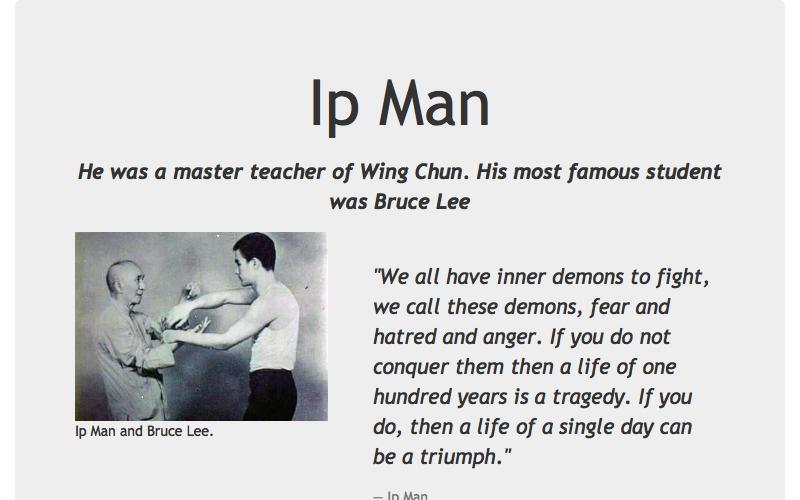 Ip Man
He was a master teacher of Wing Chun. His most famous student
was Bruce Lee
"We all have inner demons to fight,
we call these demons, fear and
hatred and anger. If you do not
conquer them then a life of one
hundred years is a tragedy. If you
do, then a life of a single day can
be a triumph."
— Ip Man
Ip Man and Bruce Lee.